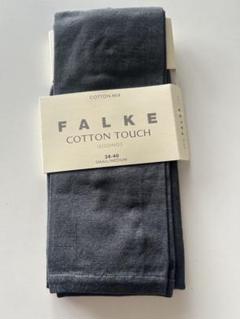 COTTON MIX
FALKE
COTTON TOUCH
LEGGINGS
36-40
SMALL/MEDIUM